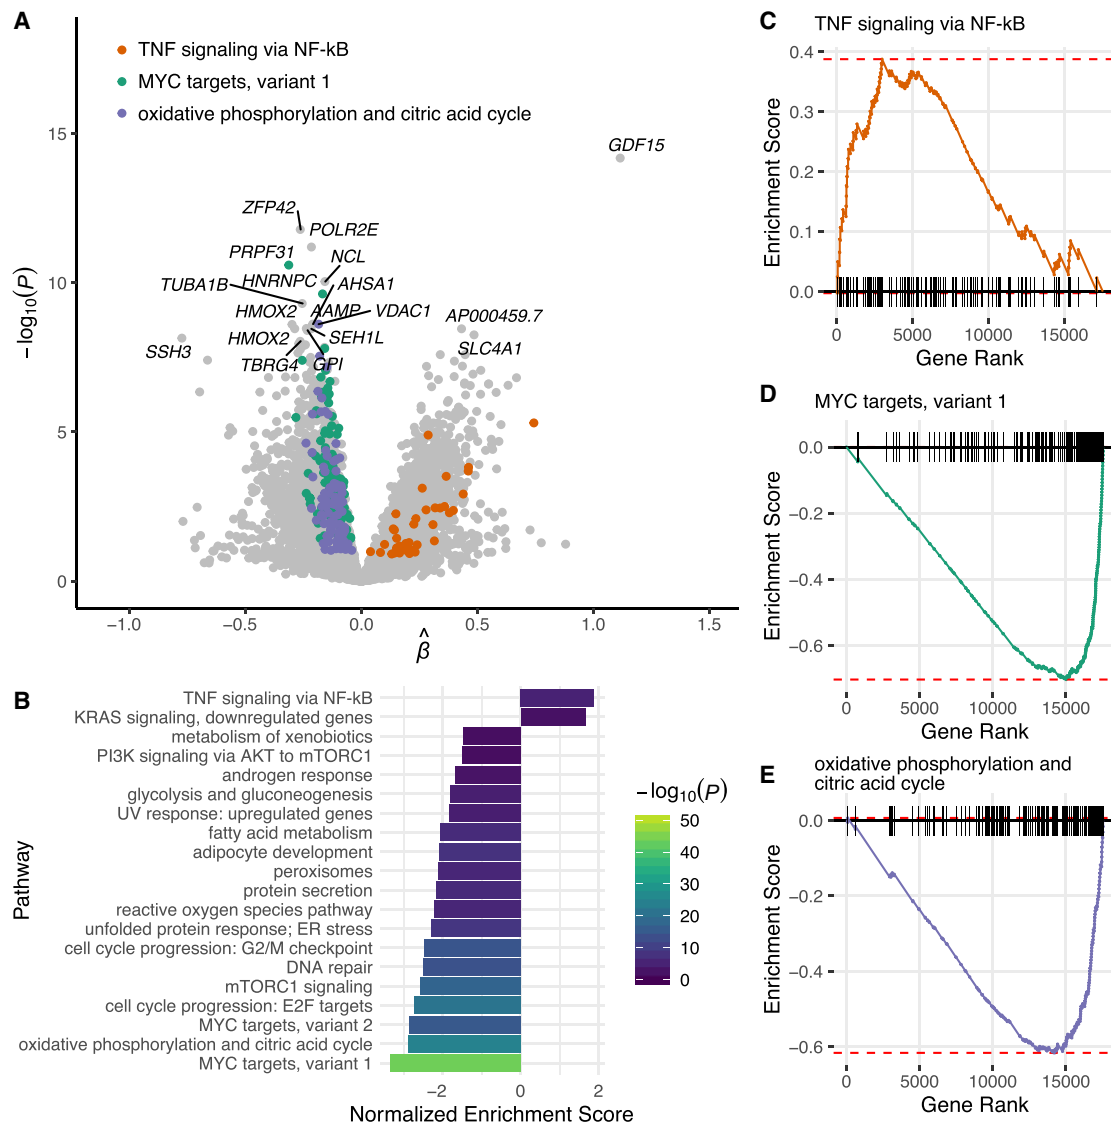 A
TNF signaling via NF-kB
MYC targets, variant 1
oxidative phosphorylation and citric acid cycle
15
10
5
0
−log10(P)
GDF15
ZFP42
POLR2E
PRPF31
NCL
TUBA1B
HNRNPC
AHSA1
HMOX2
AAMP
VDAC1
AP000459.7
HMOX2
SEH1L
SSH3
SLC4A1
TBRG4
GPI
−1.0
−0.5
0.0
0.5
1.0
1.5
β̂
B
TNF signaling via NF-kB
KRAS signaling, downregulated genes
metabolism of xenobiotics
PI3K signaling via AKT to mTORC1
androgen response
glycolysis and gluconeogenesis
UV response: upregulated genes
fatty acid metabolism
adipocyte development
peroxisomes
protein secretion
reactive oxygen species pathway
unfolded protein response; ER stress
cell cycle progression: G2/M checkpoint
DNA repair
mTORC1 signaling
cell cycle progression: E2F targets
MYC targets, variant 2
oxidative phosphorylation and citric acid cycle
MYC targets, variant 1
Pathway
−2
0
2
Normalized Enrichment Score
−log10(P)
50
40
30
20
10
0
C
TNF signaling via NF-kB
0.4
0.3
0.2
0.1
0.0
Enrichment Score
0
5000
10000
15000
Gene Rank
D
MYC targets, variant 1
0.0
−0.2
−0.4
−0.6
Enrichment Score
0
5000
10000
15000
Gene Rank
E
oxidative phosphorylation and
citric acid cycle
0.0
−0.2
−0.4
−0.6
Enrichment Score
0
5000
10000
15000
Gene Rank